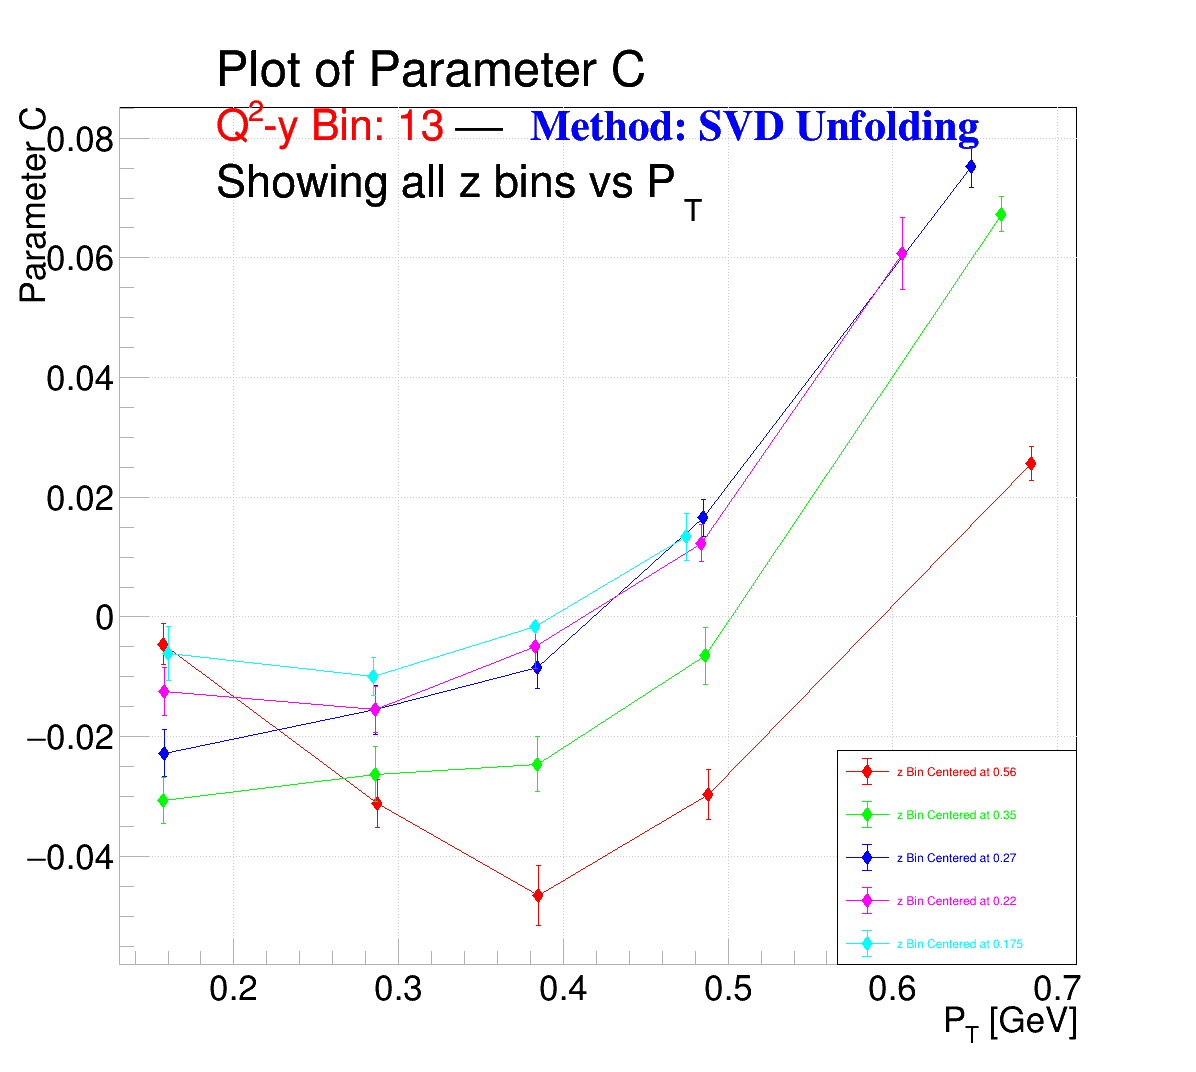 Plot of Parameter C
Q²-y Bin: 13 — Method: SVD Unfolding
Showing all z bins vs P_T
Parameter C
0.08
0.06
0.04
0.02
0
−0.02
−0.04
z Bin Centered at 0.56
z Bin Centered at 0.35
z Bin Centered at 0.27
z Bin Centered at 0.22
z Bin Centered at 0.175
0.2 0.3 0.4 0.5 0.6 0.7
P_T [GeV]